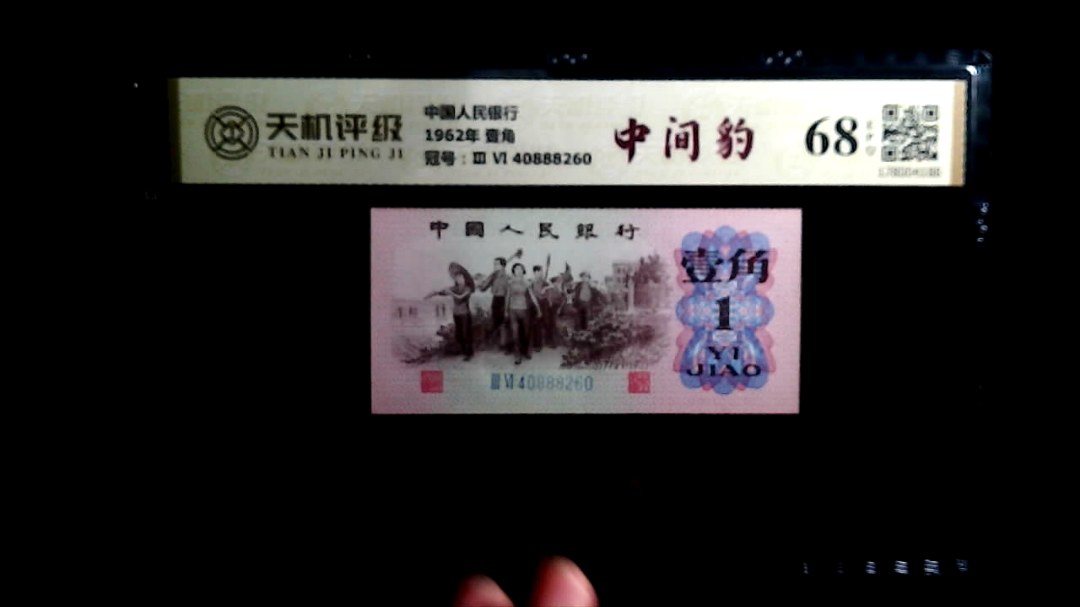 天机评级
TIAN JI PING JI
中国人民银行
1962年 壹角
冠号：Ⅲ Ⅵ 40888260
中间豹
68
中國人民銀行
壹角
1
YI
JIAO
Ⅲ Ⅵ 40888260